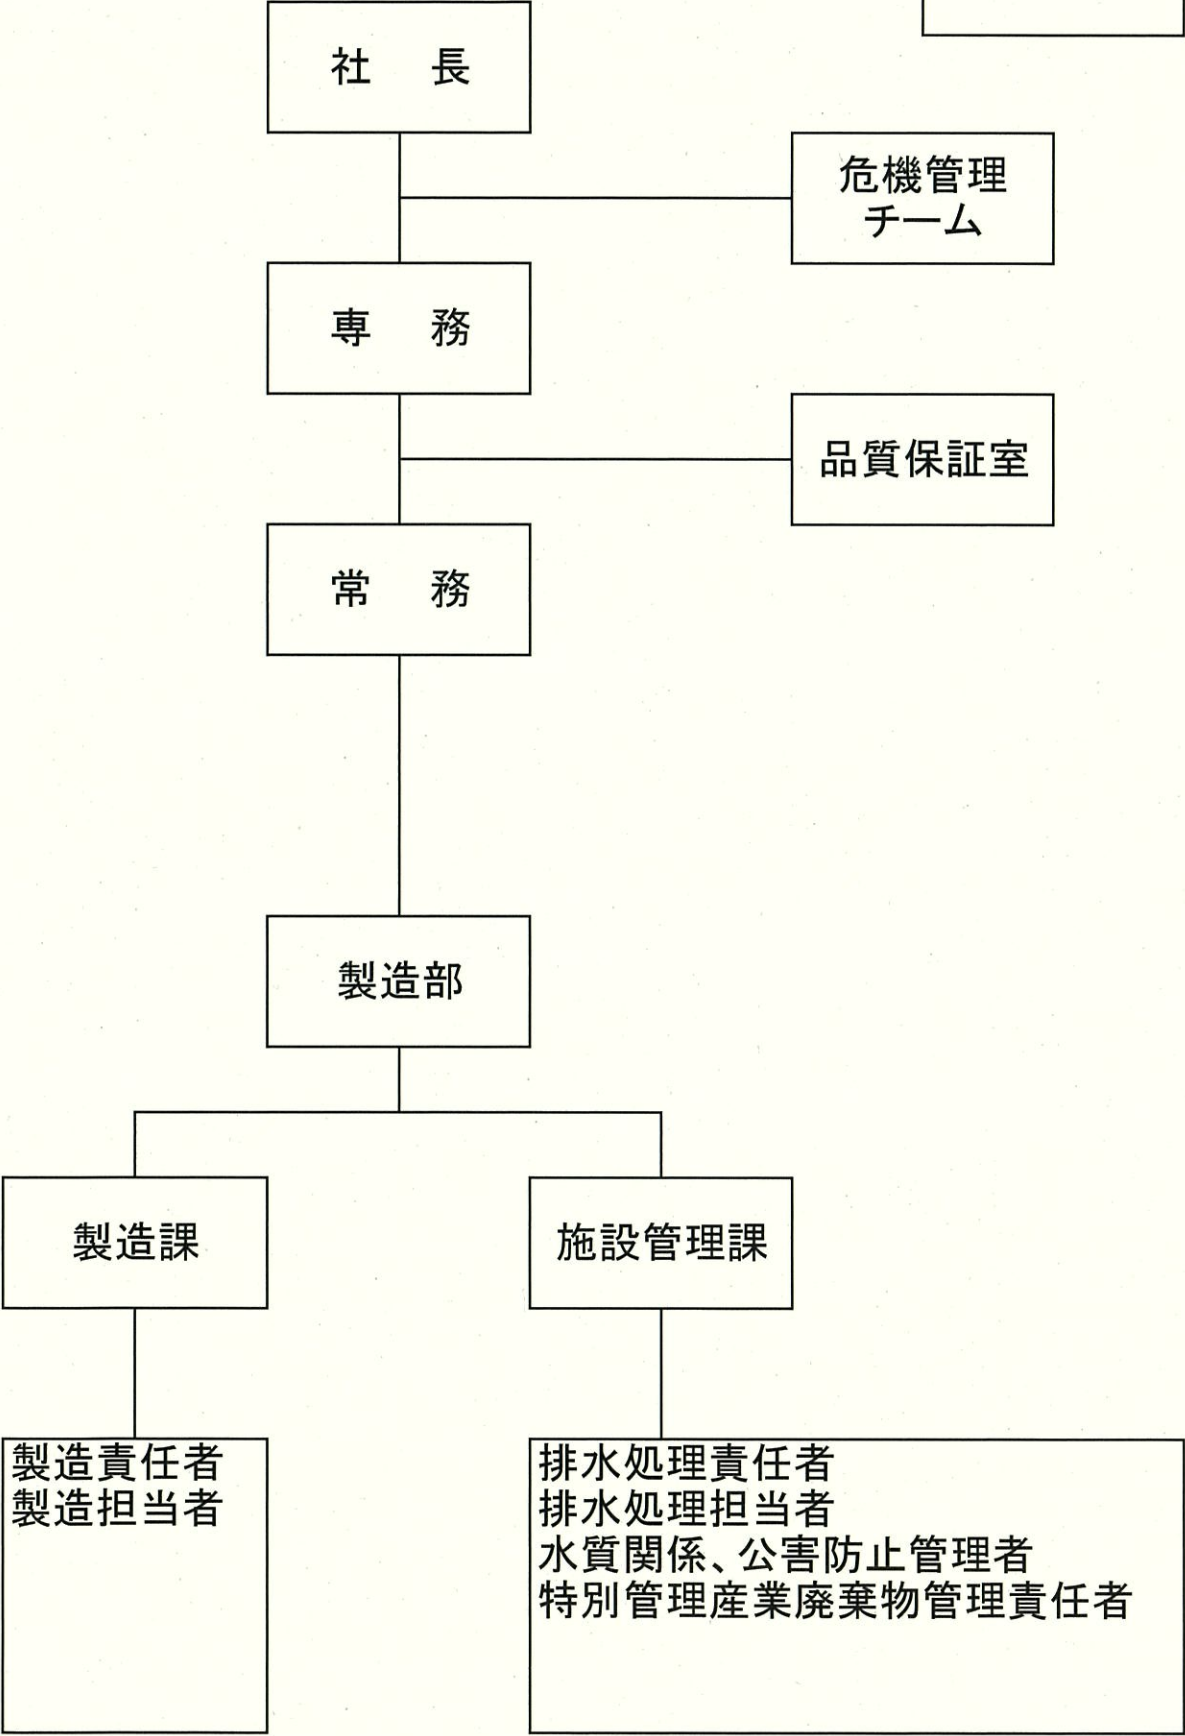 社　長
危機管理
チーム
専　務
品質保証室
常　務
製造部
製造課
施設管理課
製造責任者
製造担当者
排水処理責任者
排水処理担当者
水質関係、公害防止管理者
特別管理産業廃棄物管理責任者